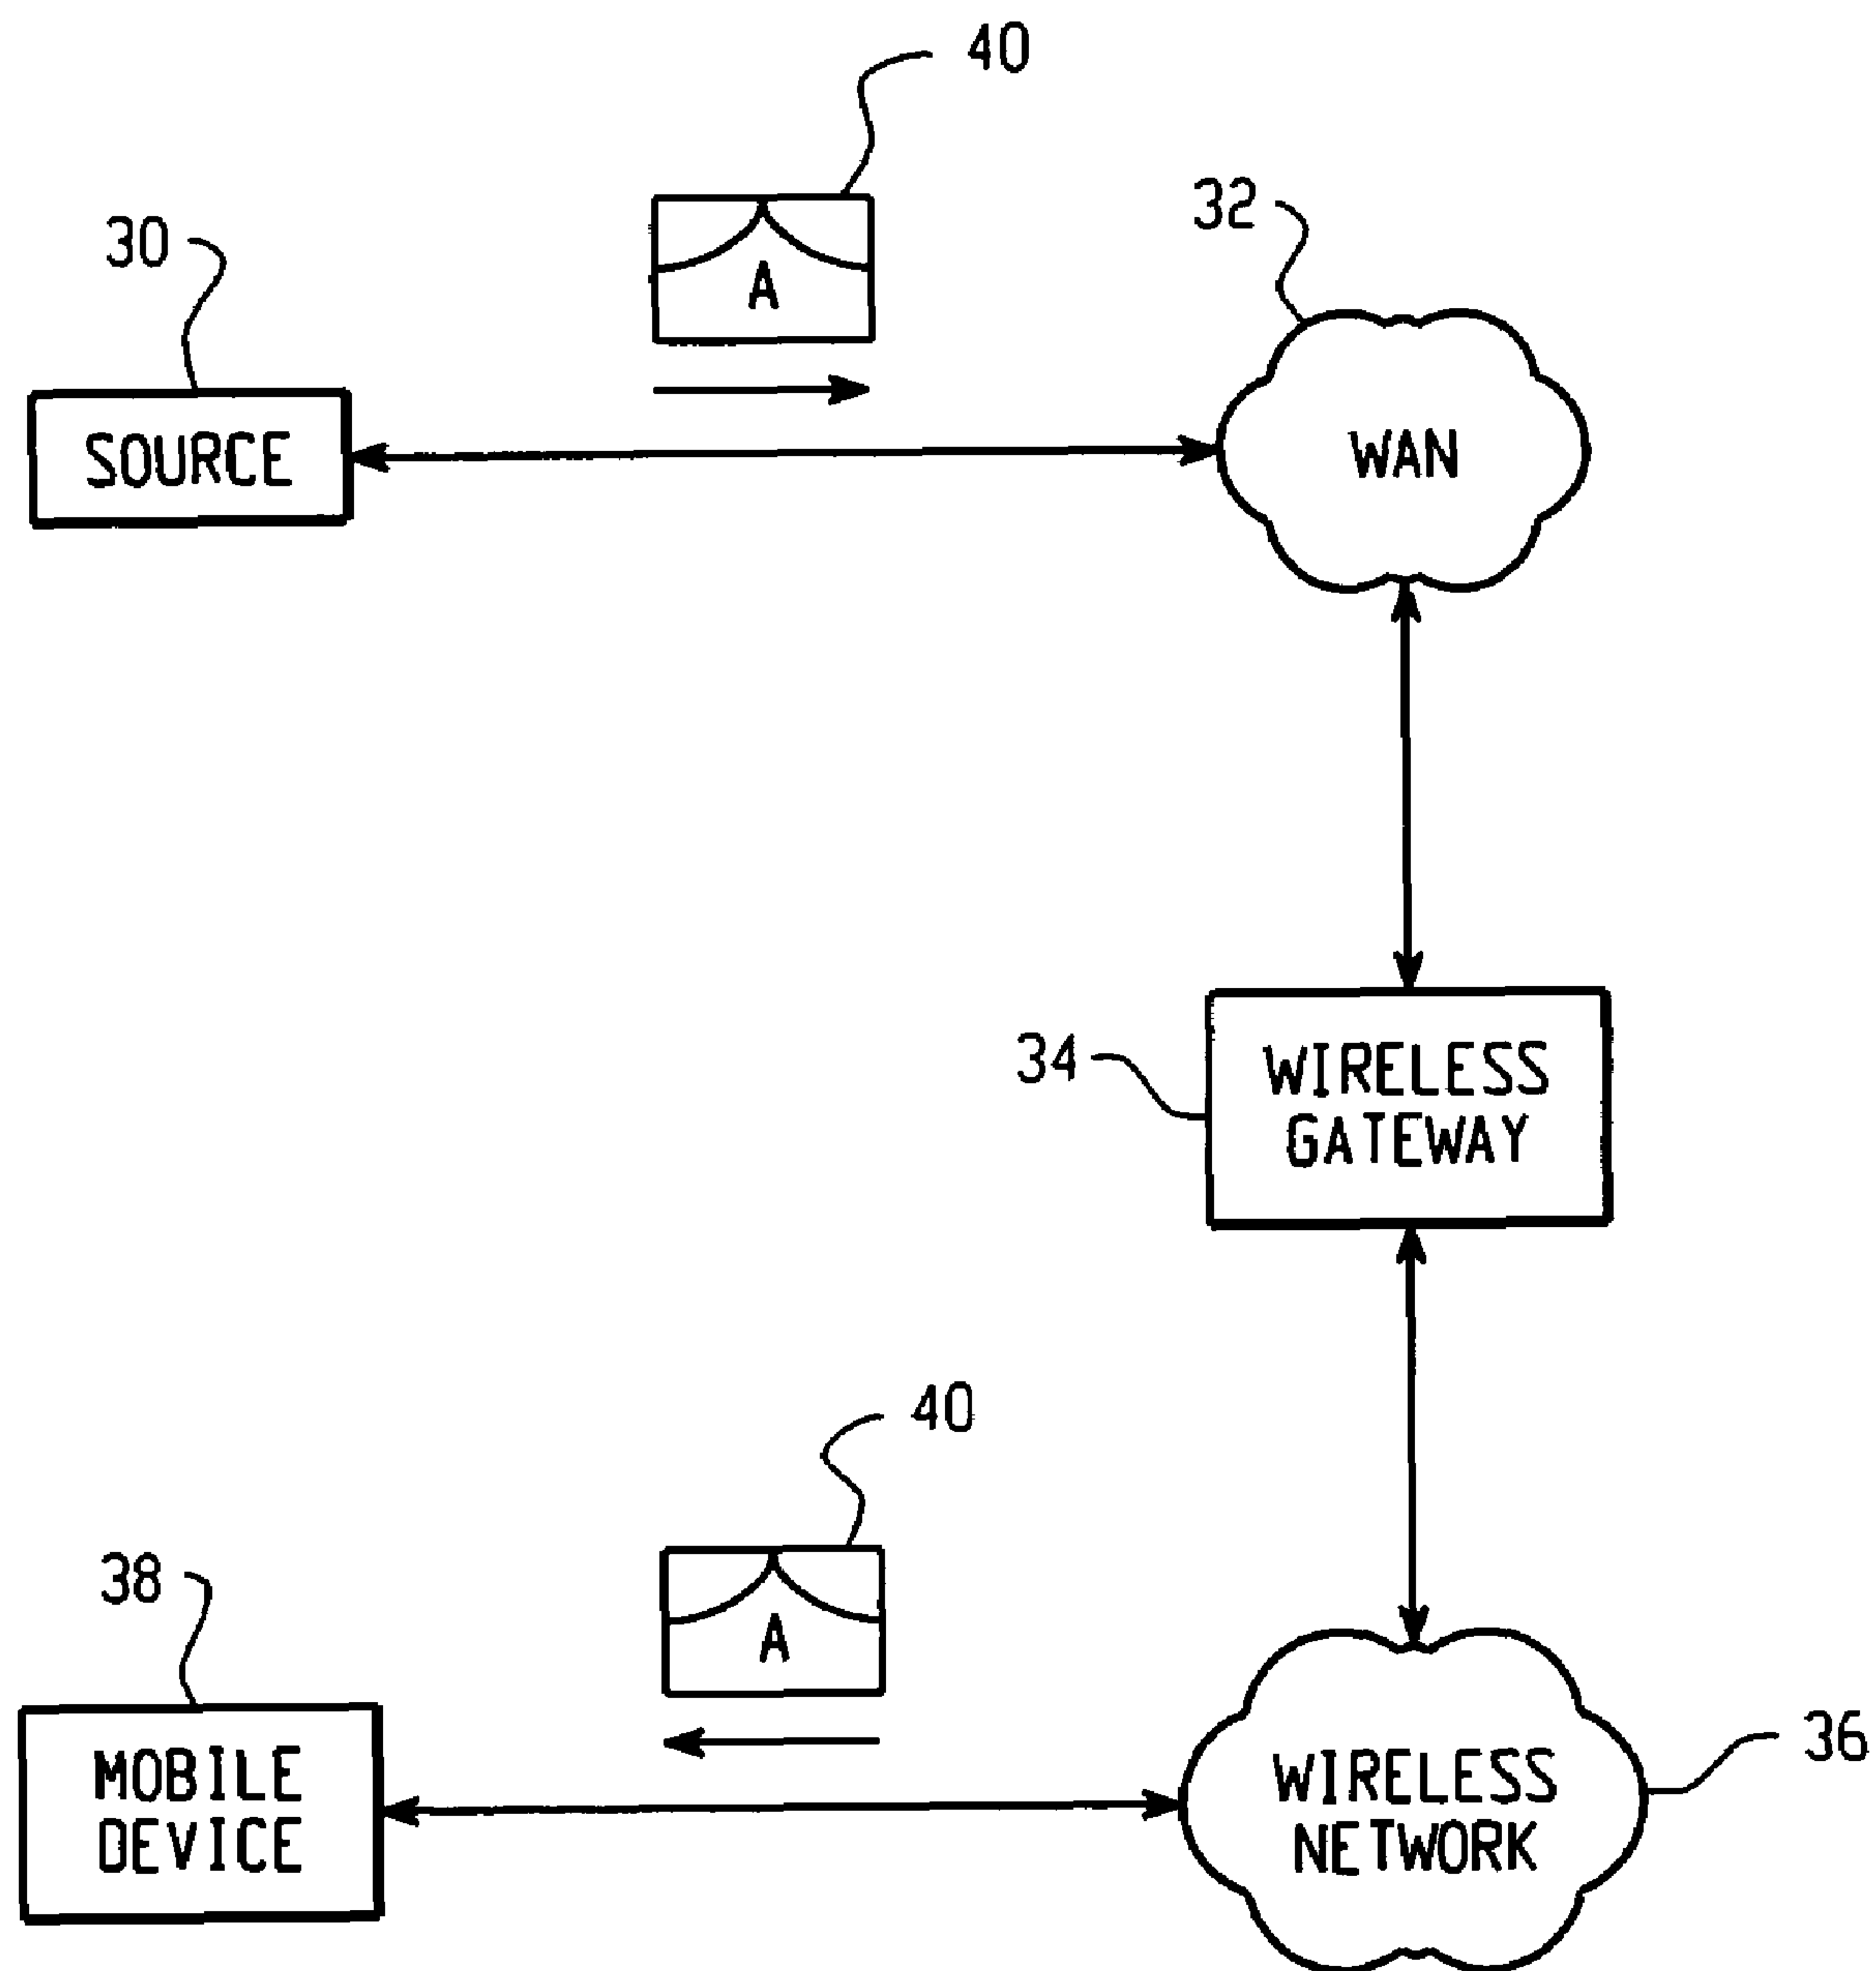 40
32
30
A
SOURCE
WAN
34
WIRELESS
GATEWAY
40
38
A
36
MOBILE
DEVICE
WIRELESS
NETWORK